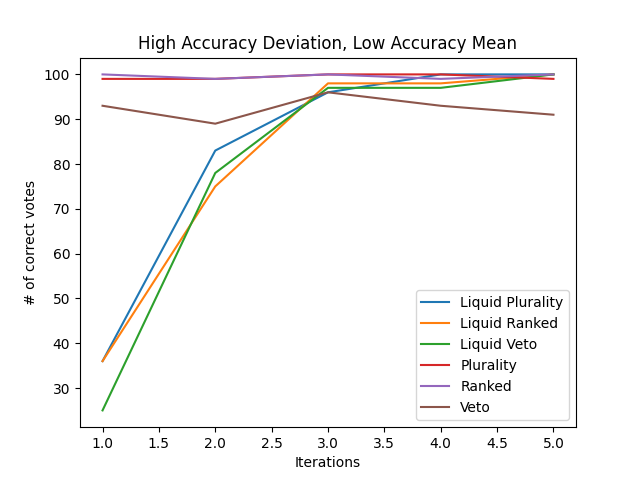 High Accuracy Deviation, Low Accuracy Mean
# of correct votes
100
90
80
70
60
50
40
30
Liquid Plurality
Liquid Ranked
Liquid Veto
Plurality
Ranked
Veto
1.0 1.5 2.0 2.5 3.0 3.5 4.0 4.5 5.0
Iterations